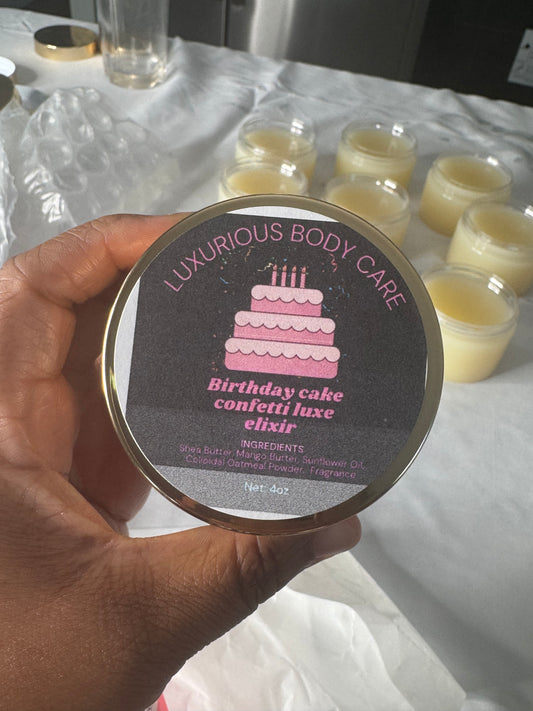 LUXURIOUS BODY CARE
Birthday cake
confetti luxe
elixir
INGREDIENTS
Shea Butter, Mango Butter, Sunflower Oil,
Colloidal Oatmeal Powder, Fragrance
Net: 4oz